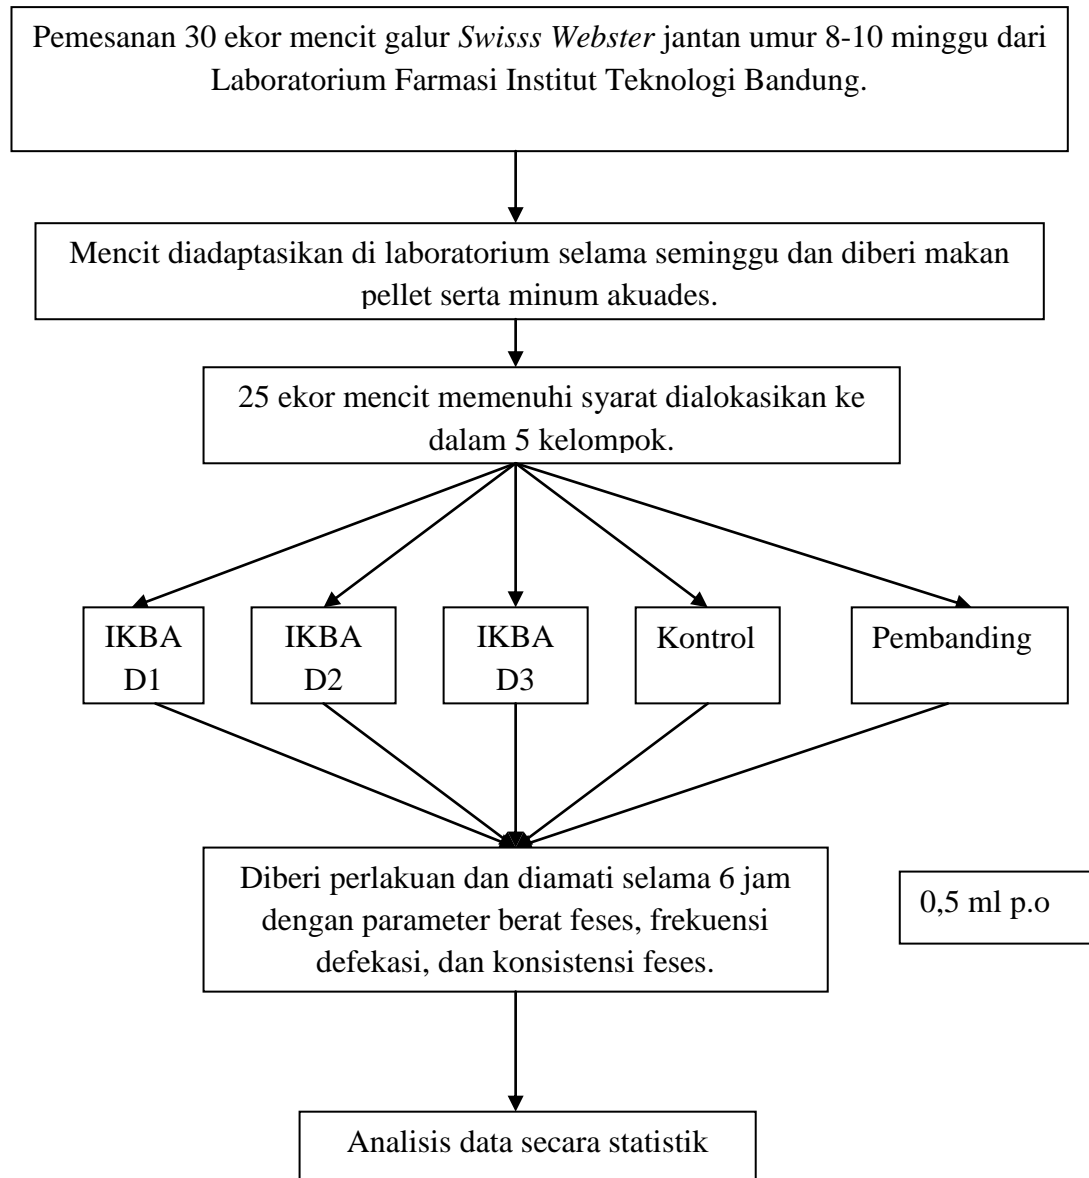 Pemesanan 30 ekor mencit galur Swisss Webster jantan umur 8-10 minggu dari
Laboratorium Farmasi Institut Teknologi Bandung.
Mencit diadaptasikan di laboratorium selama seminggu dan diberi makan
pellet serta minum akuades.
25 ekor mencit memenuhi syarat dialokasikan ke
dalam 5 kelompok.
IKBA
D1
IKBA
D2
IKBA
D3
Kontrol
Pembanding
Diberi perlakuan dan diamati selama 6 jam
dengan parameter berat feses, frekuensi
defekasi, dan konsistensi feses.
0,5 ml p.o
Analisis data secara statistik